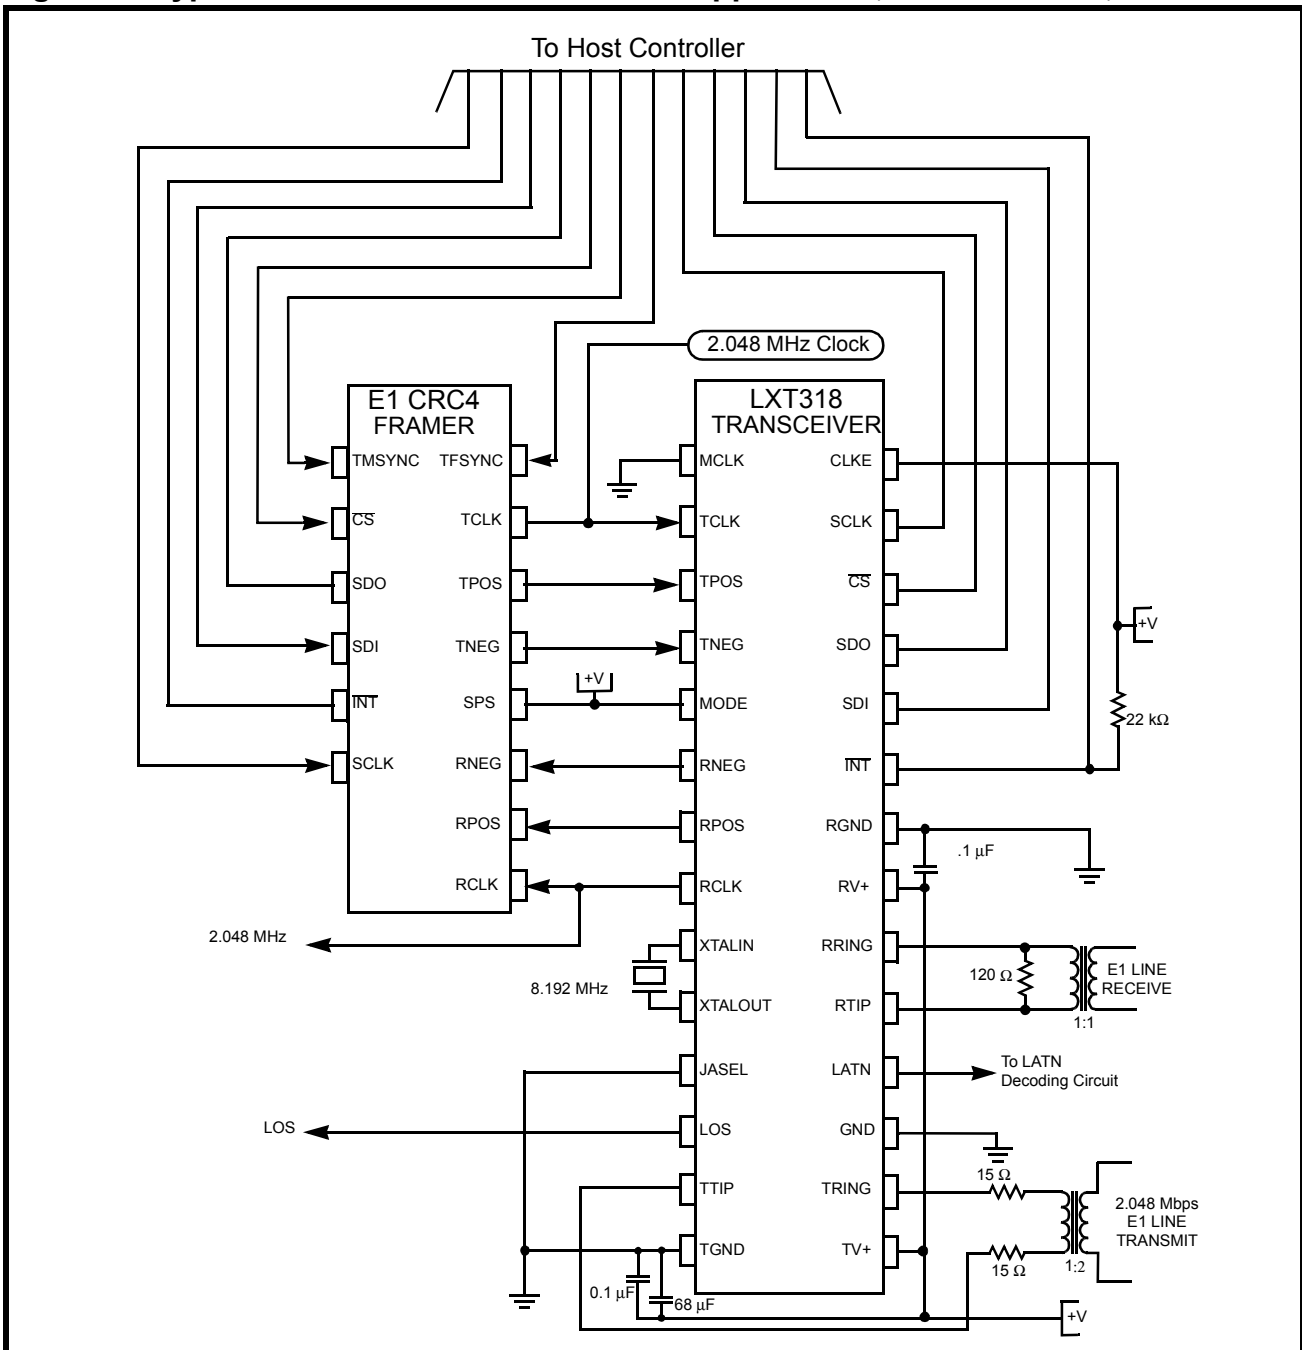 To Host Controller
2.048 MHz Clock
E1 CRC4
FRAMER
TMSYNC
TFSYNC
CS
TCLK
SDO
TPOS
SDI
TNEG
INT
SPS
SCLK
RNEG
RPOS
RCLK
+V
2.048 MHz
8.192 MHz
LXT318
TRANSCEIVER
MCLK
CLKE
TCLK
SCLK
TPOS
CS
TNEG
SDO
MODE
SDI
RNEG
INT
RPOS
RGND
RCLK
RV+
XTALIN
RRING
XTALOUT
RTIP
JASEL
LATN
LOS
GND
TTIP
TRING
TGND
TV+
+V
22 kΩ
.1 µF
120 Ω
1:1
E1 LINE
RECEIVE
To LATN
Decoding Circuit
LOS
15 Ω
15 Ω
1:2
2.048 Mbps
E1 LINE
TRANSMIT
0.1 µF
68 µF
+V